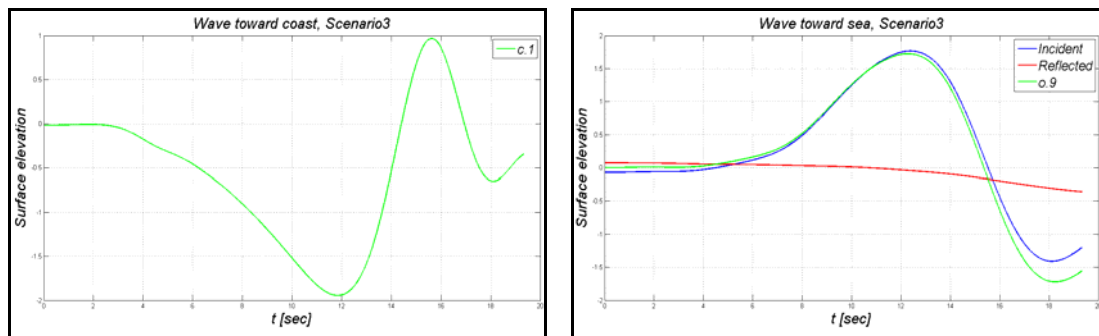 Wave toward coast, Scenario3
c.1
Surface elevation
1
0.5
0
-0.5
-1
-1.5
-2
0 2 4 6 8 10 12 14 16 18 20
t [sec]
Wave toward sea, Scenario3
Incident
Reflected
o.9
Surface elevation
2
1.5
1
0.5
0
-0.5
-1
-1.5
-2
0 2 4 6 8 10 12 14 16 18 20
t [sec]